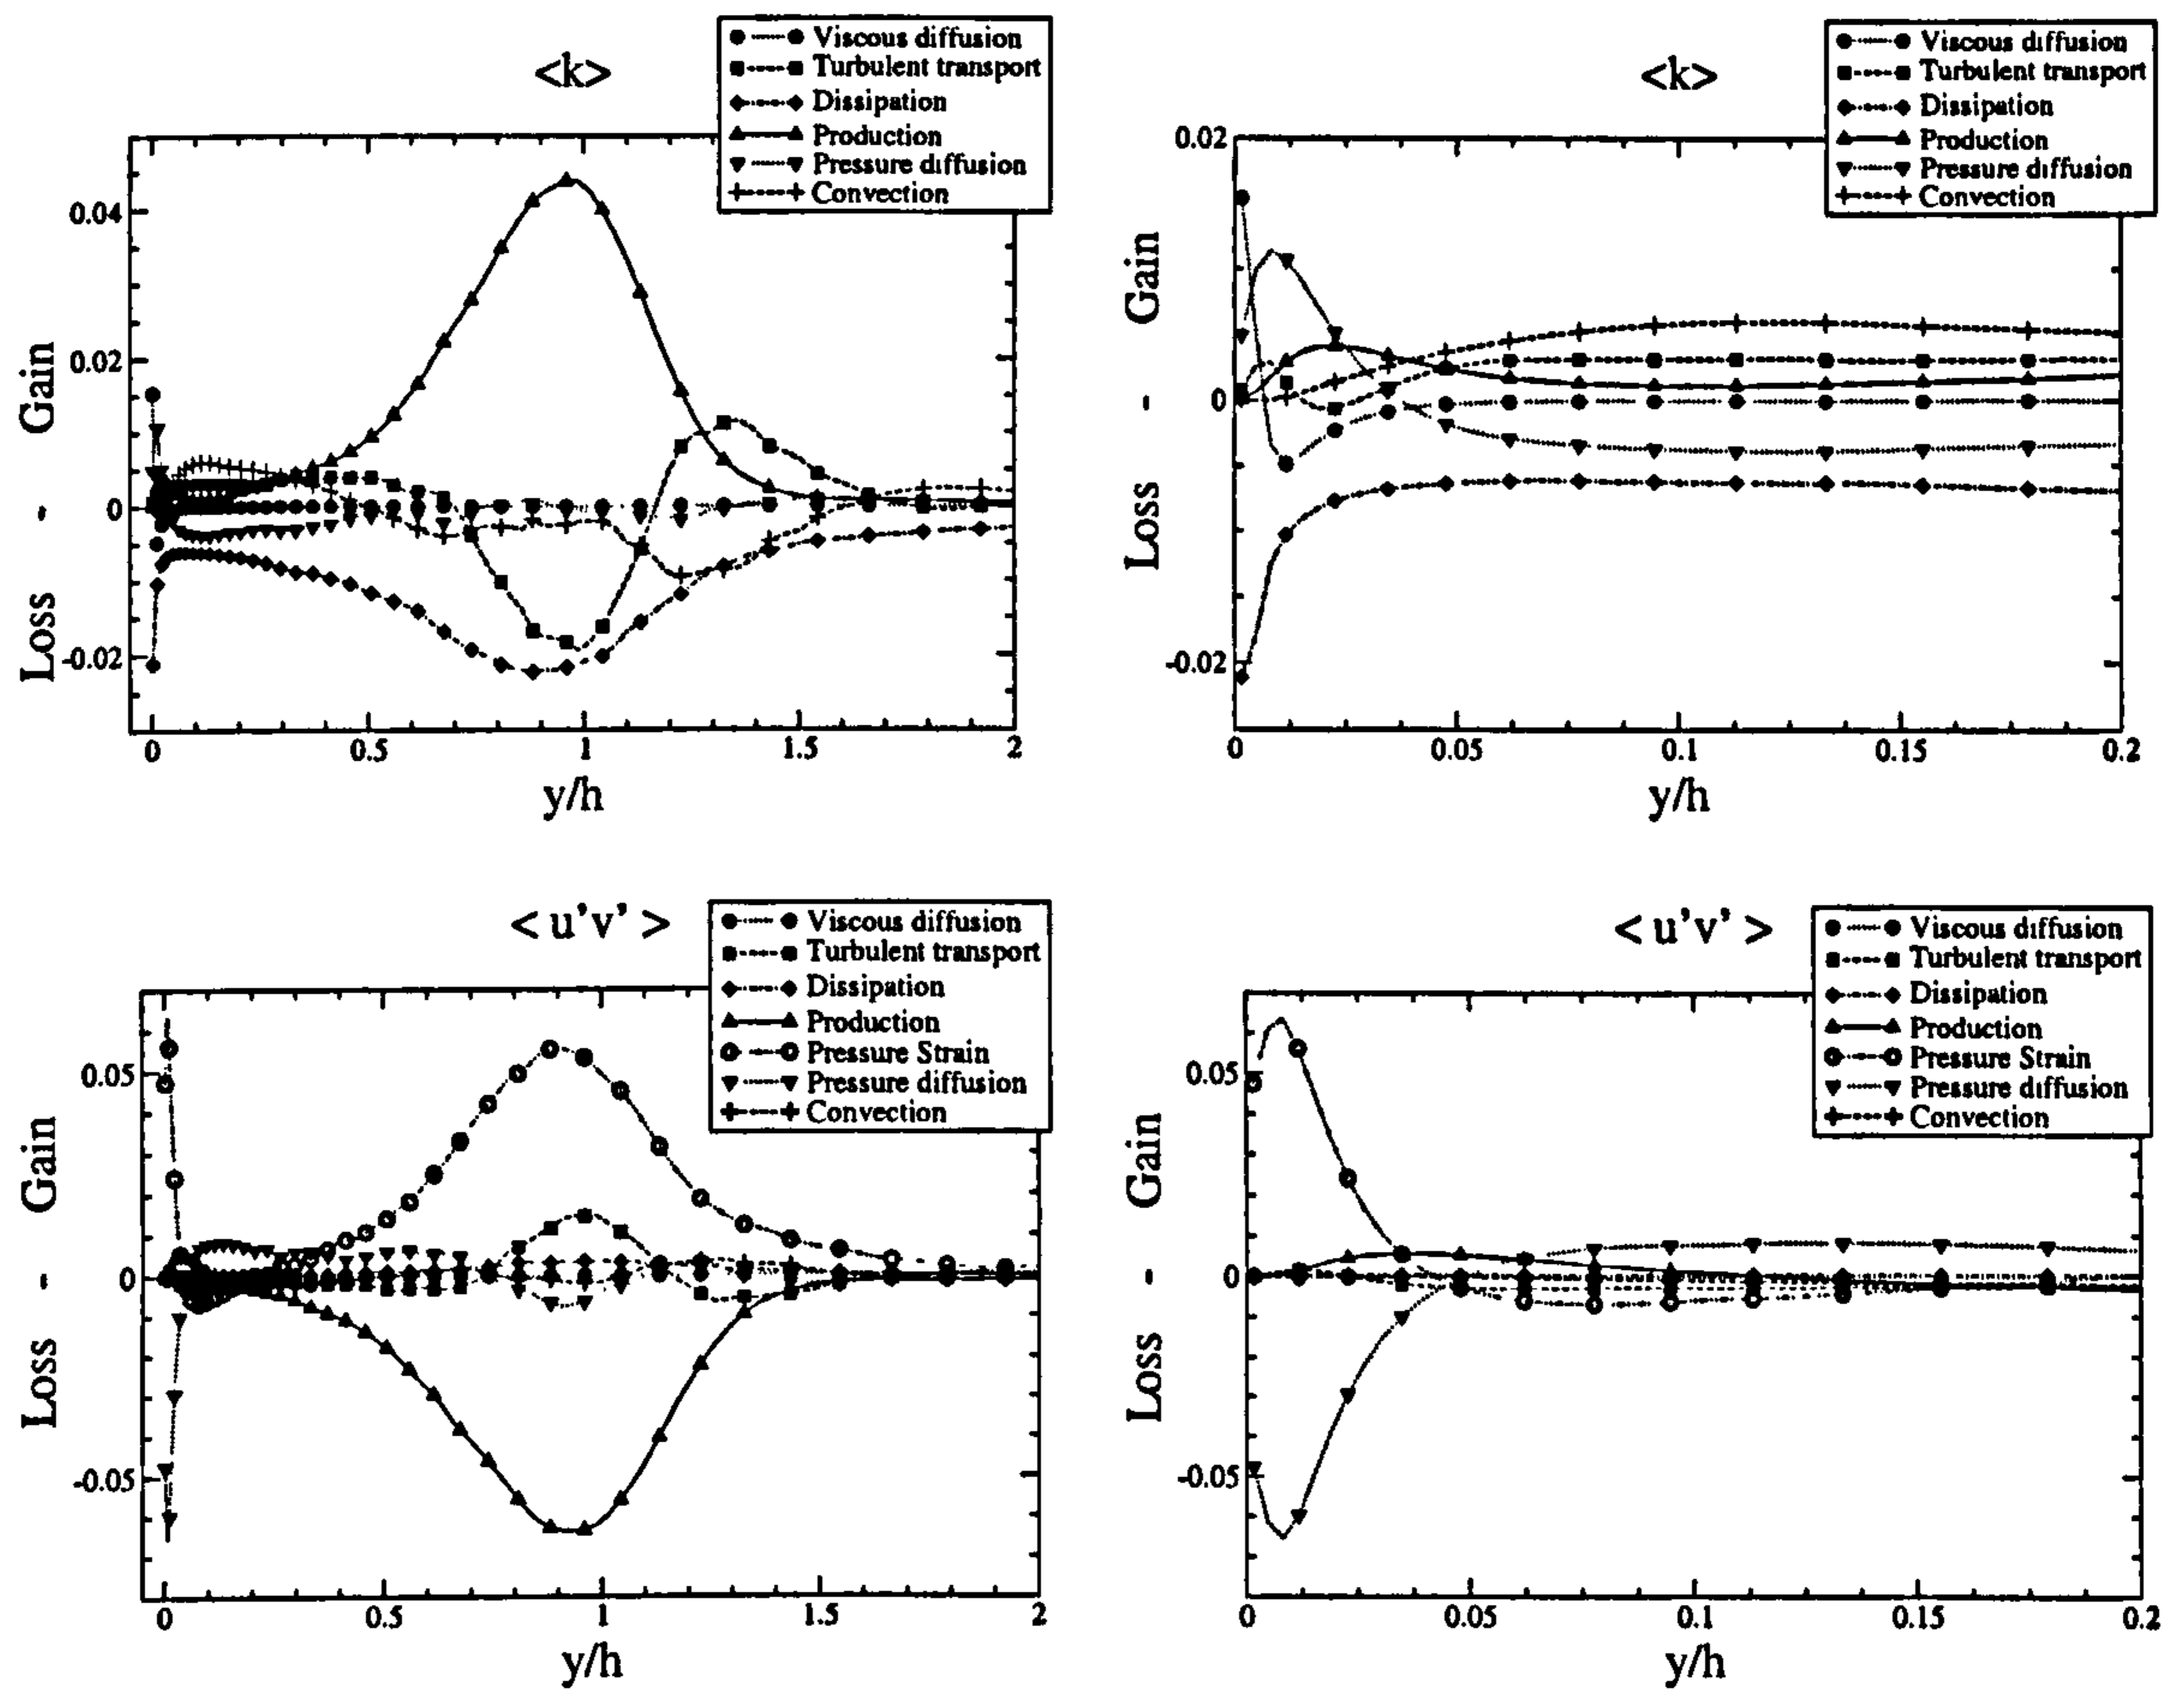 <k>
Viscous diffusion
Turbulent transport
Dissipation
Production
Pressure diffusion
Convection
Loss - Gain
0.04
0.02
0
-0.02
0 0.5 1 1.5 2
y/h
<k>
Viscous diffusion
Turbulent transport
Dissipation
Production
Pressure diffusion
Convection
Loss - Gain
0.02
0
-0.02
0 0.05 0.1 0.15 0.2
y/h
<u'v'>
Viscous diffusion
Turbulent transport
Dissipation
Production
Pressure Strain
Pressure diffusion
Convection
Loss - Gain
0.05
0
-0.05
0 0.5 1 1.5 2
y/h
<u'v'>
Viscous diffusion
Turbulent transport
Dissipation
Production
Pressure Strain
Pressure diffusion
Convection
Loss - Gain
0.05
0
-0.05
0 0.05 0.1 0.15 0.2
y/h